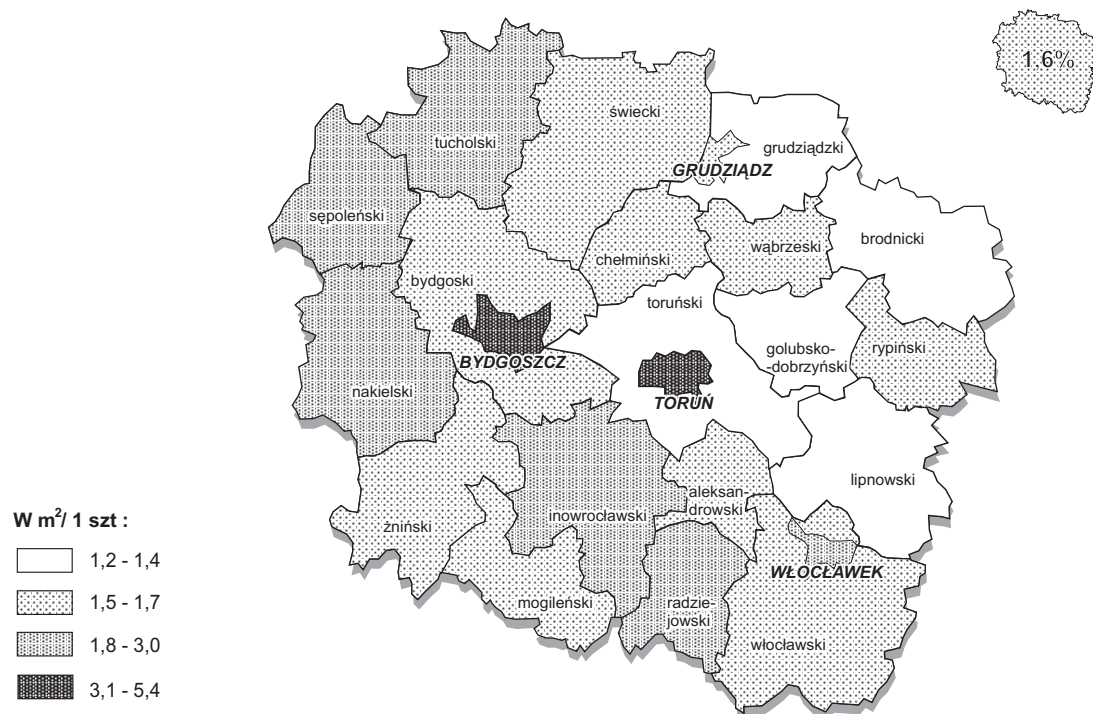 1,6%
świecki
tucholski
grudziądzki
GRUDZIĄDZ
sępoleński
brodnicki
wąbrzeski
chełmiński
bydgoski
toruński
golubsko-
-dobrzyński
rypiński
BYDGOSZCZ
nakielski
TORUŃ
lipnowski
aleksan-
drowski
inowrocławski
żniński
WŁOCŁAWEK
mogileński
radzie-
jowski
włocławski
W m²/ 1 szt :
1,2 - 1,4
1,5 - 1,7
1,8 - 3,0
3,1 - 5,4